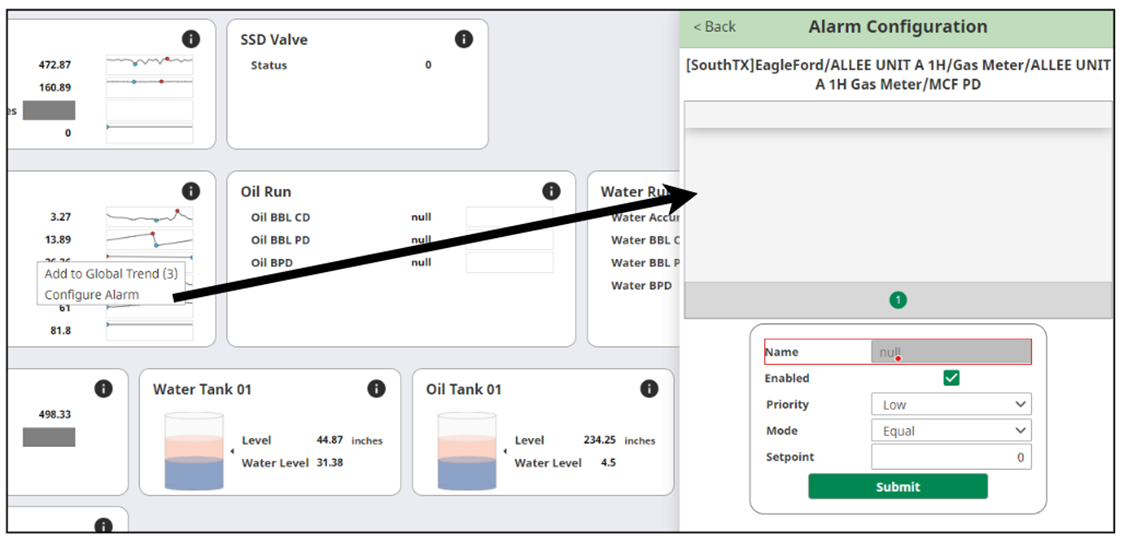 472.87
160.89
es
0
SSD Valve
Status 0
3.27
13.89
Add to Global Trend (3)
Configure Alarm
61
81.8
Oil Run
Oil BBL CD null
Oil BBL PD null
Oil BPD null
Water Ru
Water Accu
Water BBL C
Water BBL P
Water BPD
498.33
Water Tank 01
Level 44.87 inches
Water Level 31.38
Oil Tank 01
Level 234.25 inches
Water Level 4.5
< Back Alarm Configuration
[SouthTX]EagleFord/ALLEE UNIT A 1H/Gas Meter/ALLEE UNIT
A 1H Gas Meter/MCF PD
1
Name null
Enabled
Priority Low
Mode Equal
Setpoint 0
Submit